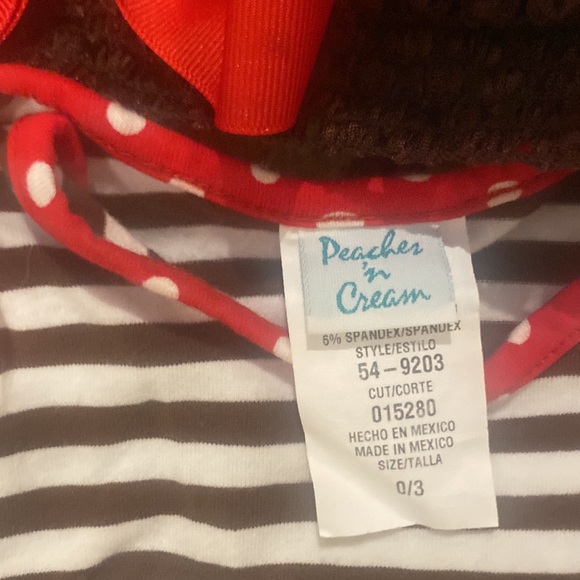 Peaches
'n
Cream
6% SPANDEX/SPANDEX
STYLE/ESTILO
54-9203
CUT/CORTE
015280
HECHO EN MEXICO
MADE IN MEXICO
SIZE/TALLA
0/3